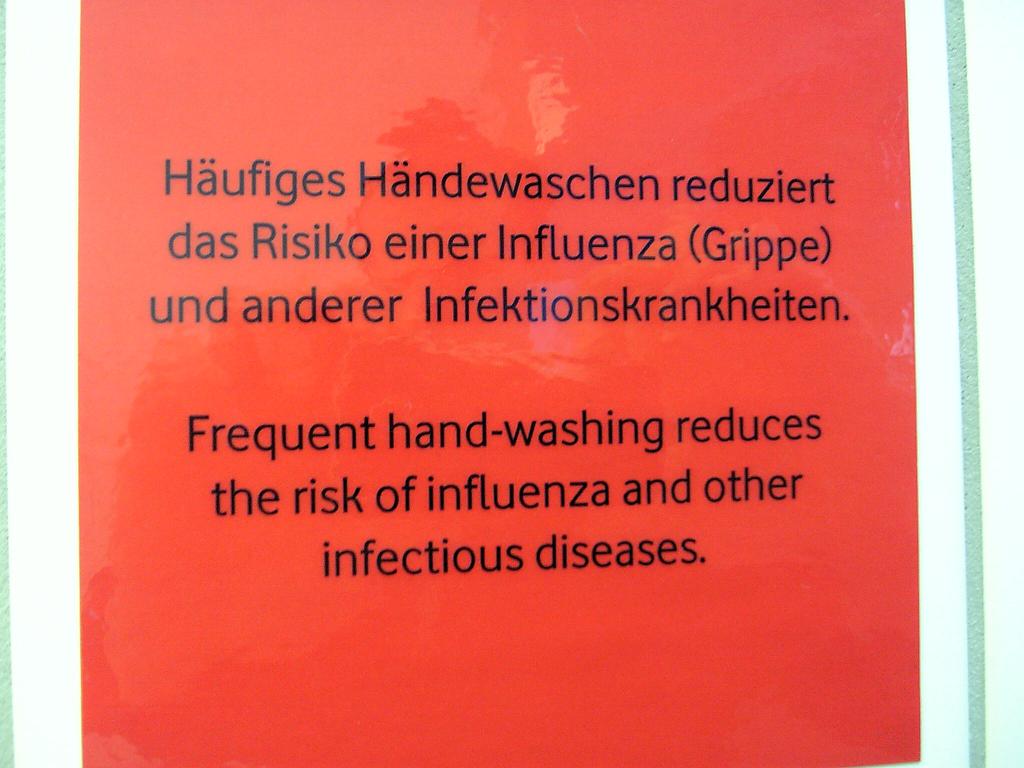 Häufiges Händewaschen reduziert
das Risiko einer Influenza (Grippe)
und anderer Infektionskrankheiten.
Frequent hand-washing reduces
the risk of influenza and other
infectious diseases.